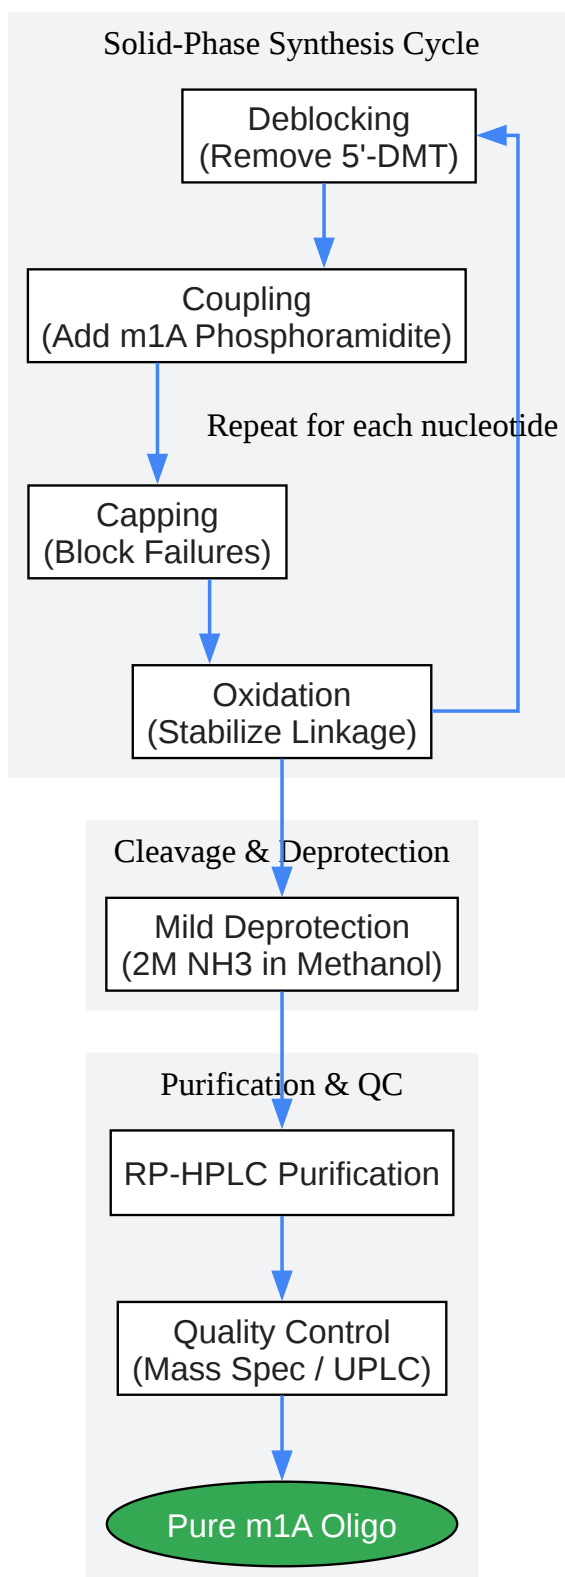 Solid-Phase Synthesis Cycle
Deblocking
(Remove 5'-DMT)
Coupling
(Add m1A Phosphoramidite)
Repeat for each nucleotide
Capping
(Block Failures)
Oxidation
(Stabilize Linkage)
Cleavage & Deprotection
Mild Deprotection
(2M NH3 in Methanol)
Purification & QC
RP-HPLC Purification
Quality Control
(Mass Spec / UPLC)
Pure m1A Oligo